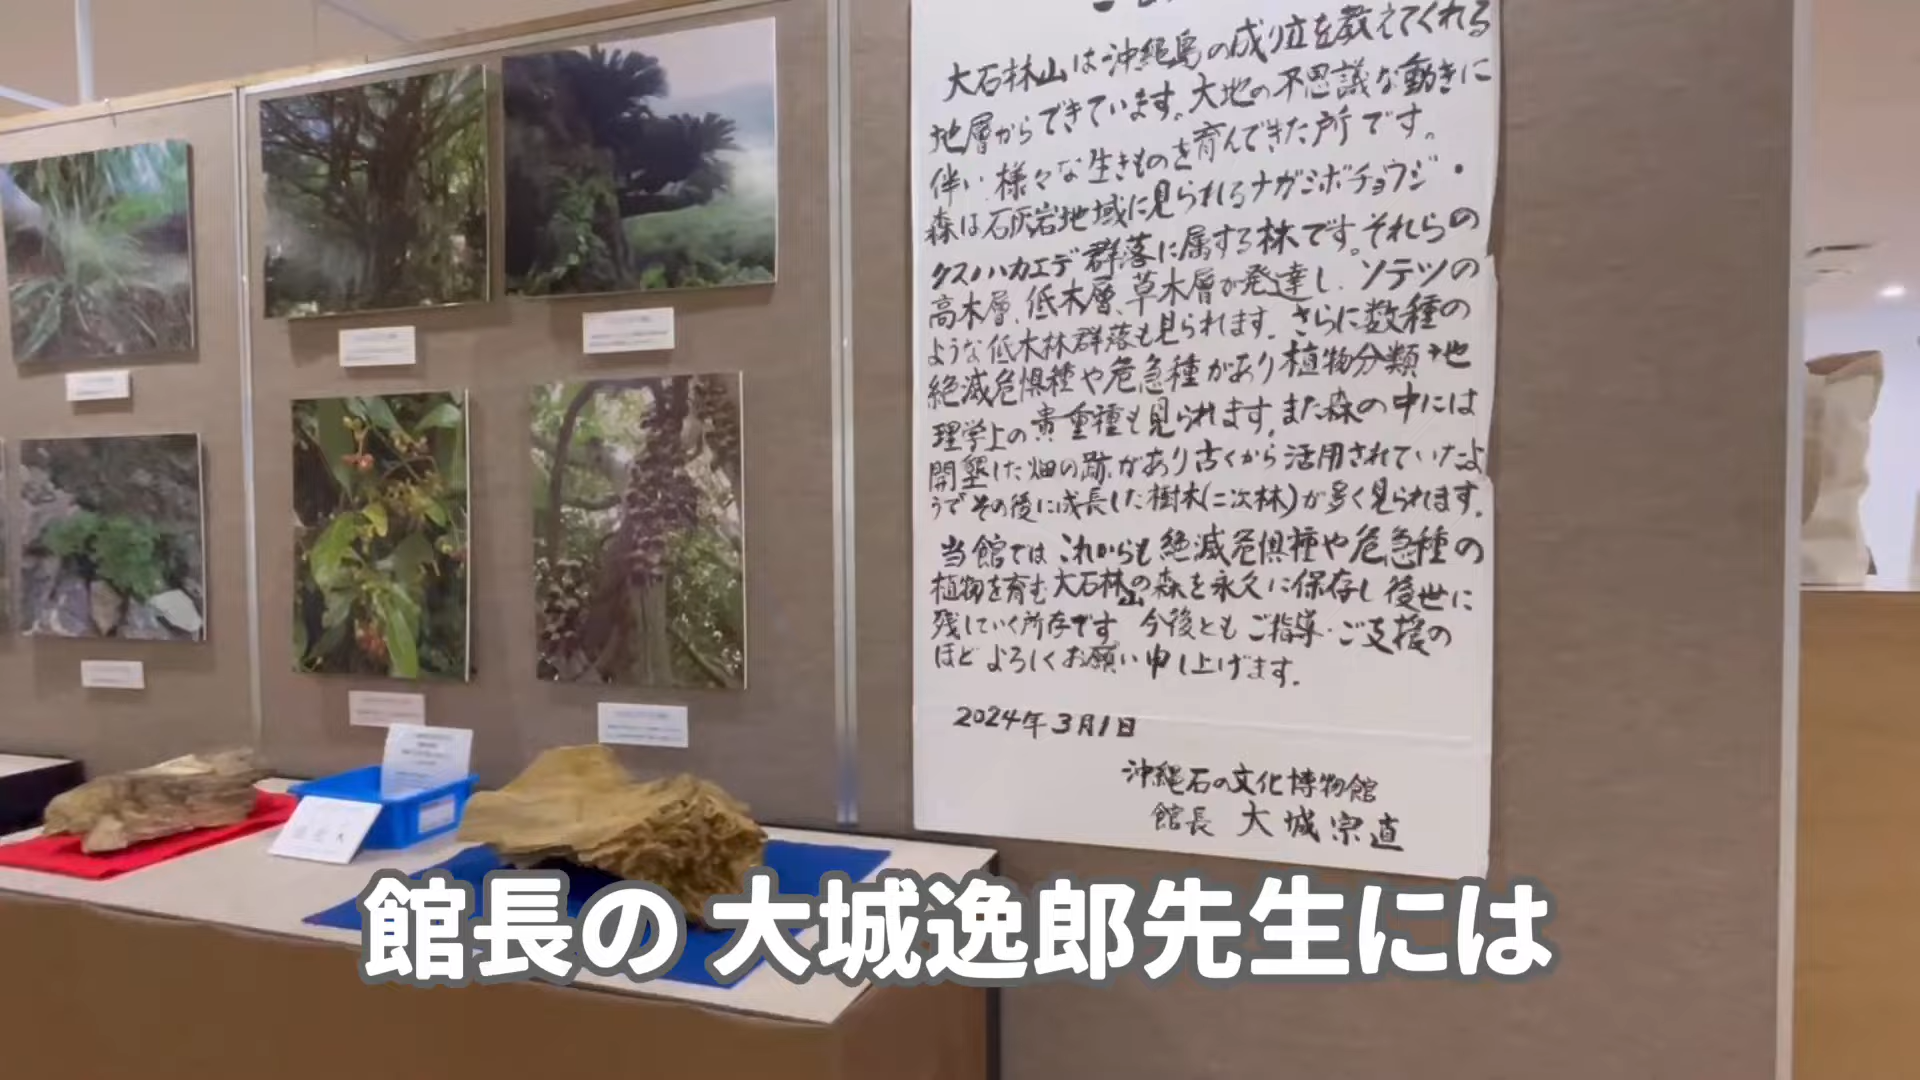 大石林山は沖縄島の成り立を教えてくれる
地層からできています。大地の不思議な動きに
伴い様々な生きものを育んできた所です。
森は石灰岩地域に見られるナガミボチョウジ・
クスノハカエデ群落に属する林です。それらの
高木層、低木層、草木層が発達し、ソテツの
ような低木林群落も見られます。さらに数種の
絶滅危惧種や危急種があり植物分類・地
理学上の貴重種も見られます。また森の中には
開墾した畑の跡があり古くから活用されていたよ
うでその後に成長した樹木(二次林)が多く見られます。
当館ではこれからも絶滅危惧種や危急種の
植物を育む大石林山の森を永久に保存し後世に
残していく所存です 今後ともご指導・ご支援の
ほどよろしくお願い申し上げます。
2024年3月1日
沖縄石の文化博物館
館長 大城宗直
館長の 大城逸郎先生には